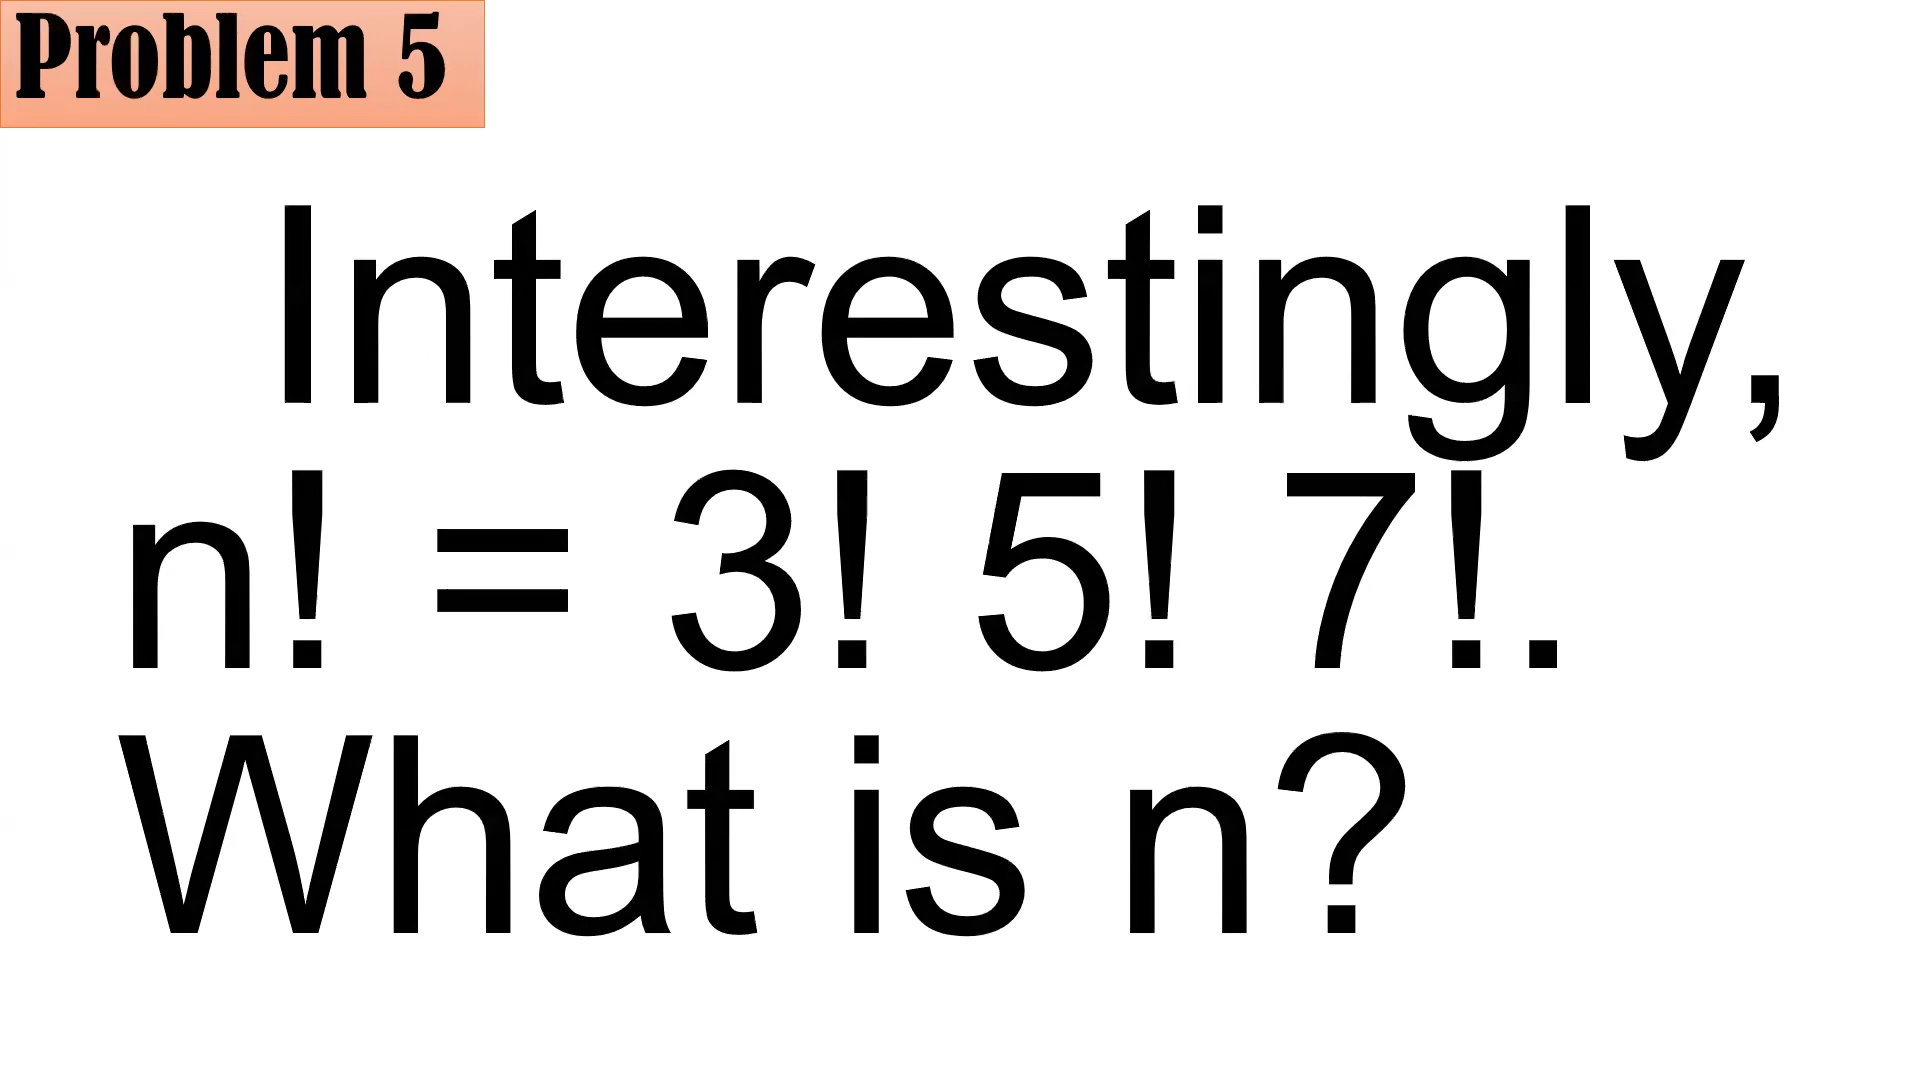 Problem 5
Interestingly,
n! = 3! 5! 7!.
What is n?